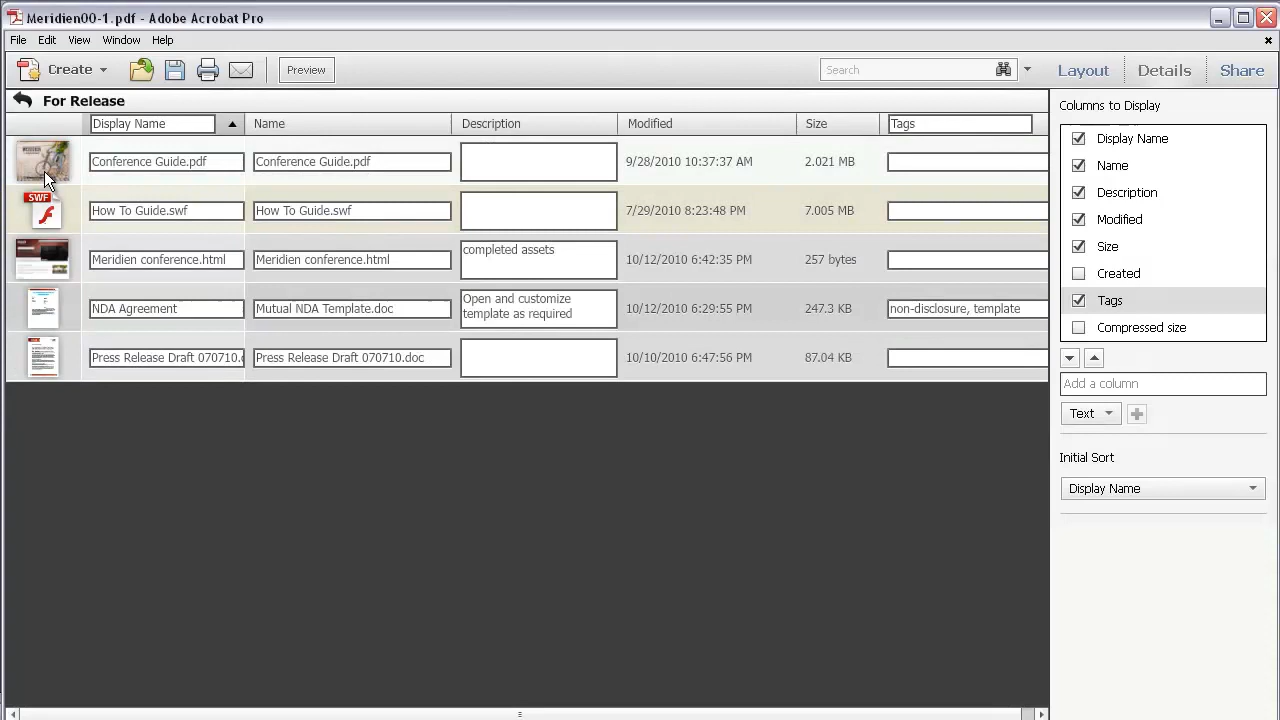 Meridien00-1.pdf - Adobe Acrobat Pro
File Edit View Window Help
Create Preview Search Layout Details Share
For Release
Display Name Name Description Modified Size Tags
Conference Guide.pdf Conference Guide.pdf 9/28/2010 10:37:37 AM 2.021 MB
SWF
How To Guide.swf How To Guide.swf 7/29/2010 8:23:48 PM 7.005 MB
Meridien conference.html Meridien conference.html completed assets 10/12/2010 6:42:35 PM 257 bytes
NDA Agreement Mutual NDA Template.doc Open and customize template as required 10/12/2010 6:29:55 PM 247.3 KB non-disclosure, template
Press Release Draft 070710. Press Release Draft 070710.doc 10/10/2010 6:47:56 PM 87.04 KB
Columns to Display
Display Name
Name
Description
Modified
Size
Created
Tags
Compressed size
Add a column
Text
Initial Sort
Display Name